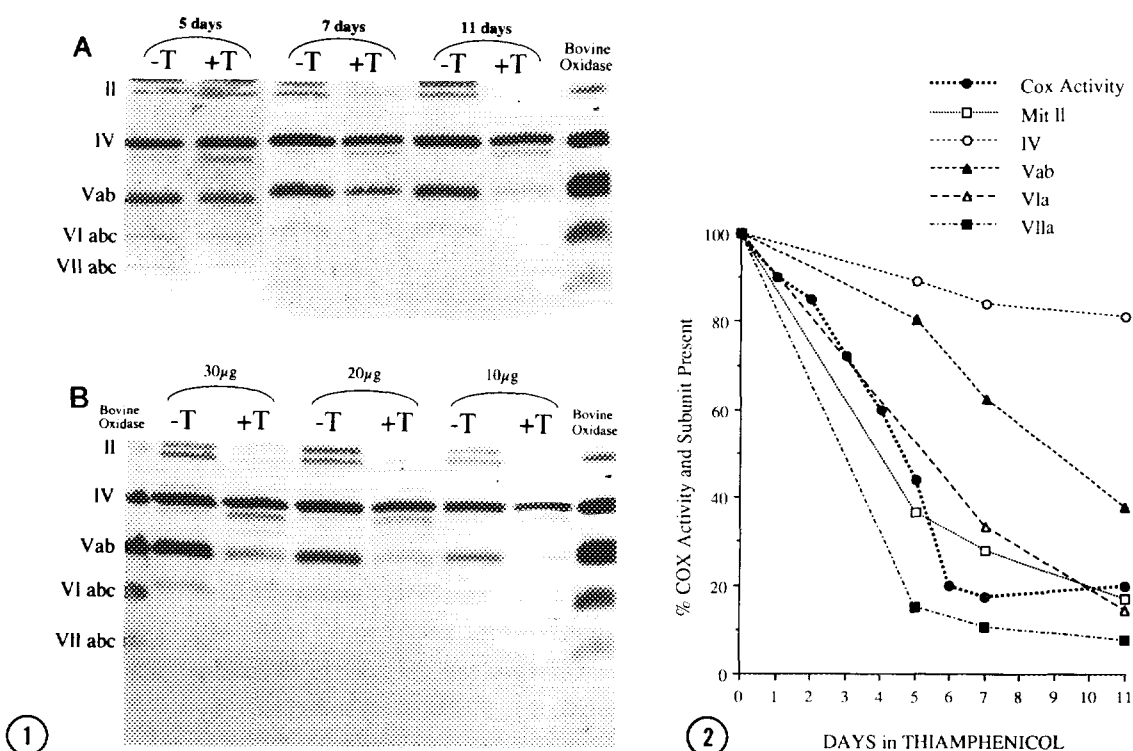 A
5 days
7 days
11 days
-T +T
-T +T
-T +T
Bovine
Oxidase
II
IV
Vab
VI abc
VII abc
B
30µg
20µg
10µg
Bovine
Oxidase
-T +T
-T +T
-T +T
Bovine
Oxidase
II
IV
Vab
VI abc
VII abc
1
Cox Activity
Mit II
IV
Vab
VIa
VIIa
% COX Activity and Subunit Present
100
80
60
40
20
0
0 1 2 3 4 5 6 7 8 9 10 11
DAYS in THIAMPHENICOL
2